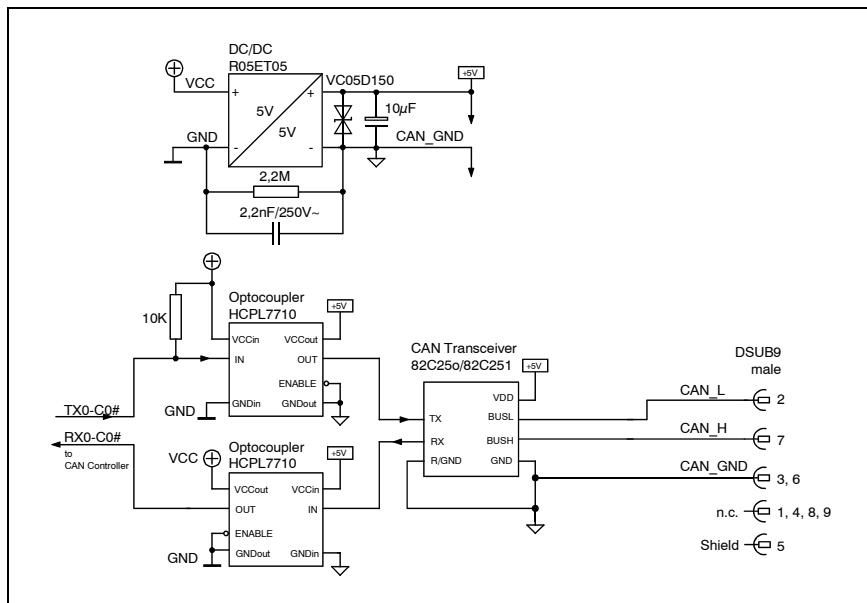 DC/DC
R05ET05
VCC
VC05D150
+5V
+
+
5V
10µF
5V
GND
CAN_GND
-
-
2,2M
2,2nF/250V~
Optocoupler
HCPL7710
+5V
10K
VCCin
VCCout
IN
OUT
ENABLE
GNDin
GNDout
GND
CAN Transceiver
82C25o/82C251
+5V
DSUB9
male
VDD
CAN_L
2
TX
BUSL
CAN_H
7
RX
BUSH
R/GND
GND
CAN_GND
3, 6
n.c.
1, 4, 8, 9
Shield
5
TX0-C0#
RX0-C0#
to
CAN Controller
Optocoupler
HCPL7710
+5V
VCC
VCCout
VCCin
OUT
IN
ENABLE
GNDout
GNDin
GND